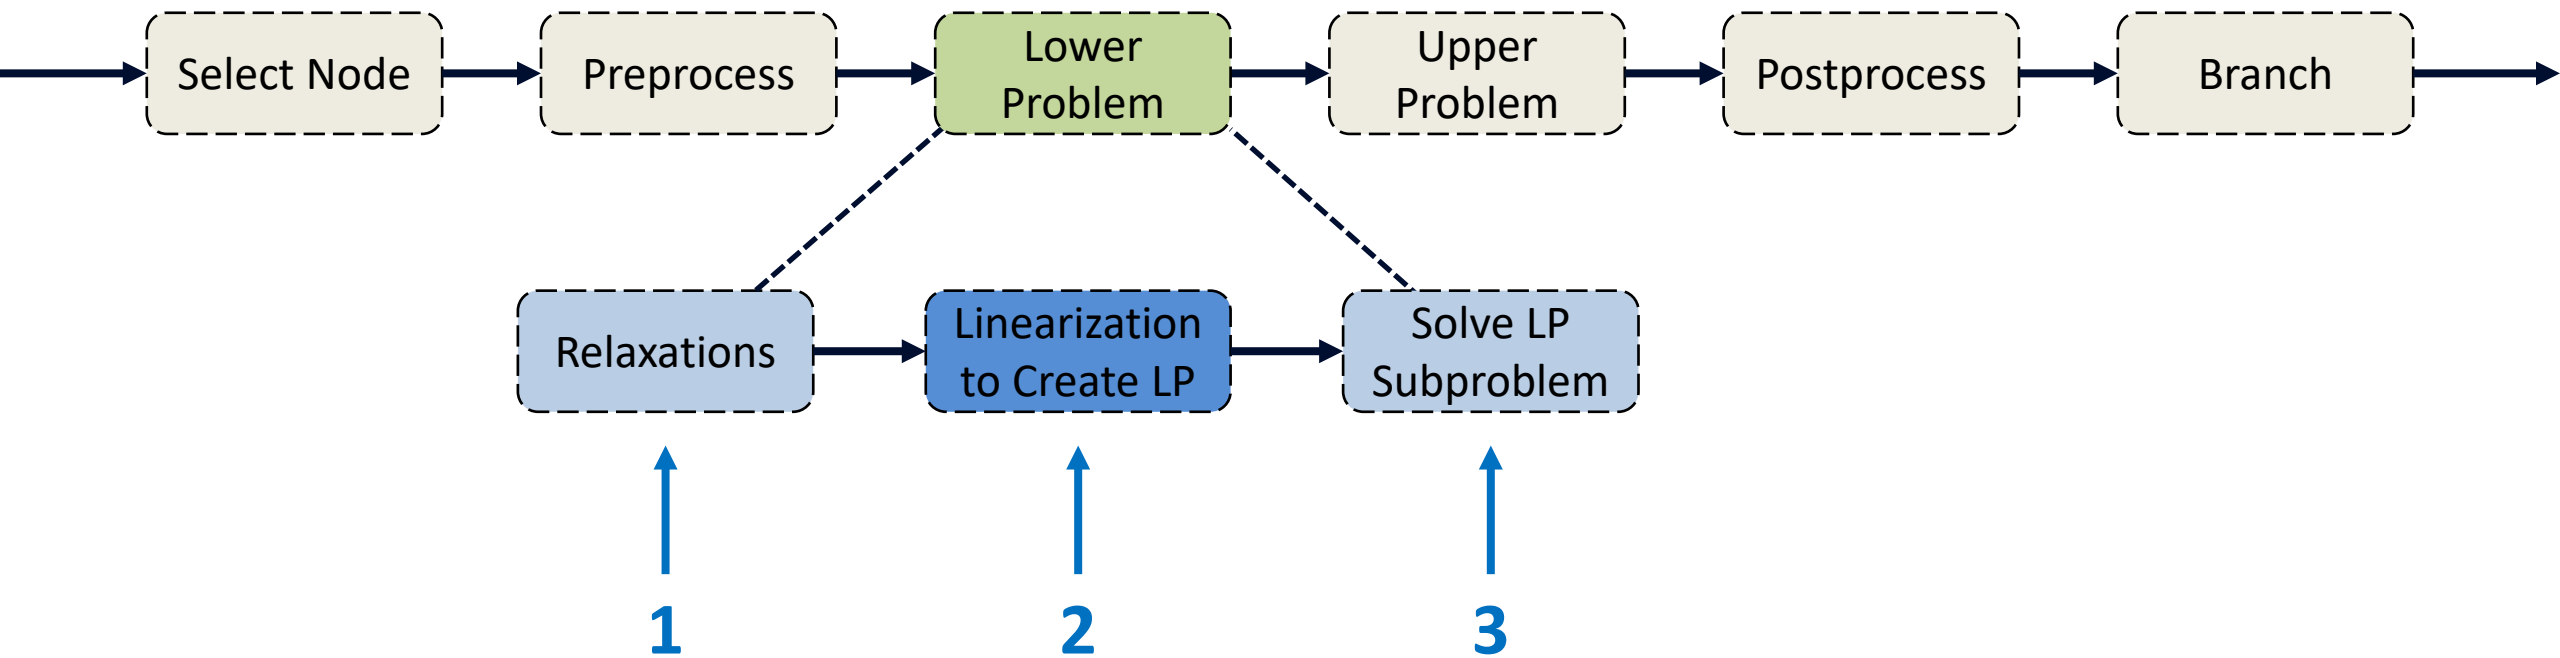 Select Node
Preprocess
Lower
Problem
Upper
Problem
Postprocess
Branch
Relaxations
Linearization
to Create LP
Solve LP
Subproblem
1
2
3